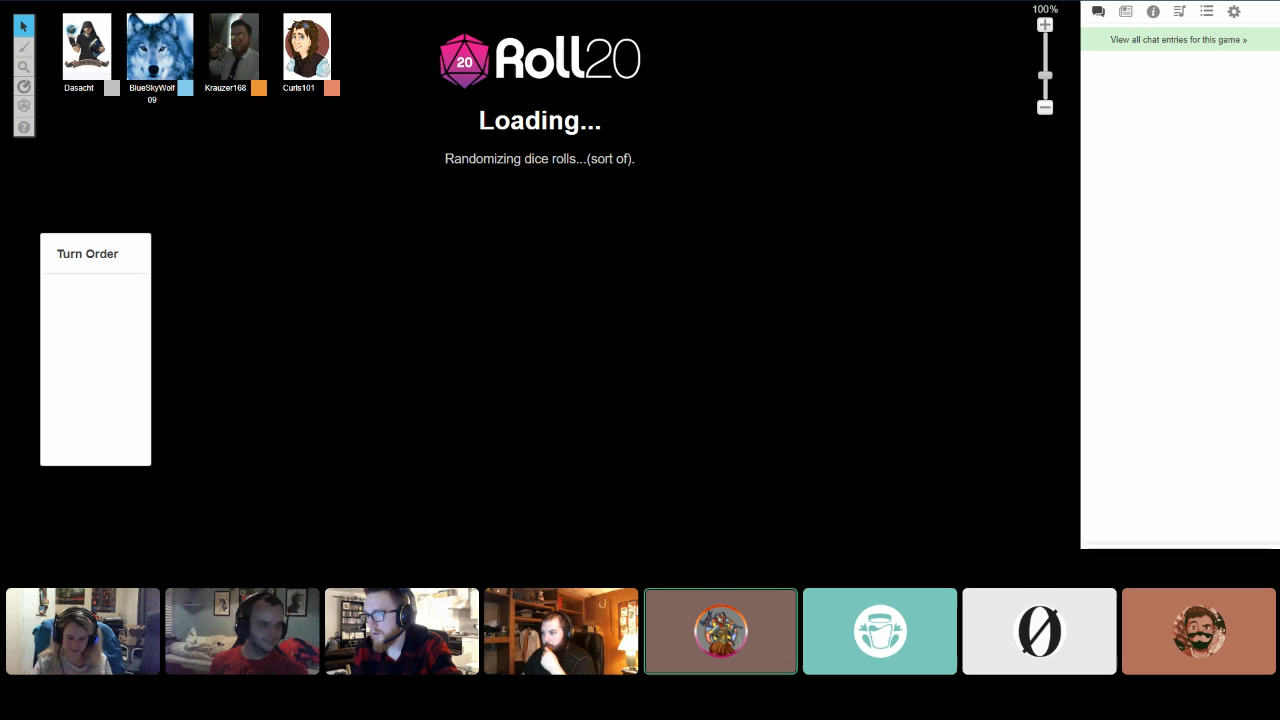 100%
20
Roll20
Dasacht
BlueSkyWolf
09
Krauzer168
Curls101
View all chat entries for this game »
Loading...
Randomizing dice rolls...(sort of).
Turn Order